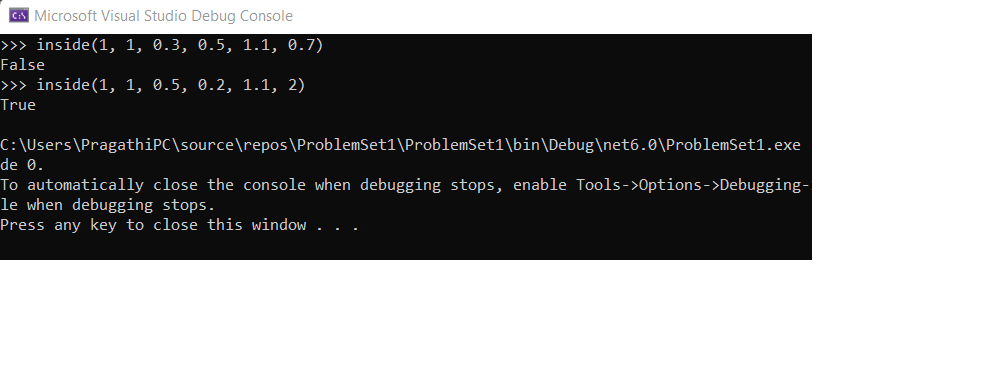 C:\
Microsoft Visual Studio Debug Console
>>> inside(1, 1, 0.3, 0.5, 1.1, 0.7)
False
>>> inside(1, 1, 0.5, 0.2, 1.1, 2)
True
C:\Users\PragathiPC\source\repos\ProblemSet1\ProblemSet1\bin\Debug\net6.0\ProblemSet1.exe
de 0.
To automatically close the console when debugging stops, enable Tools->Options->Debugging-
le when debugging stops.
Press any key to close this window . . .